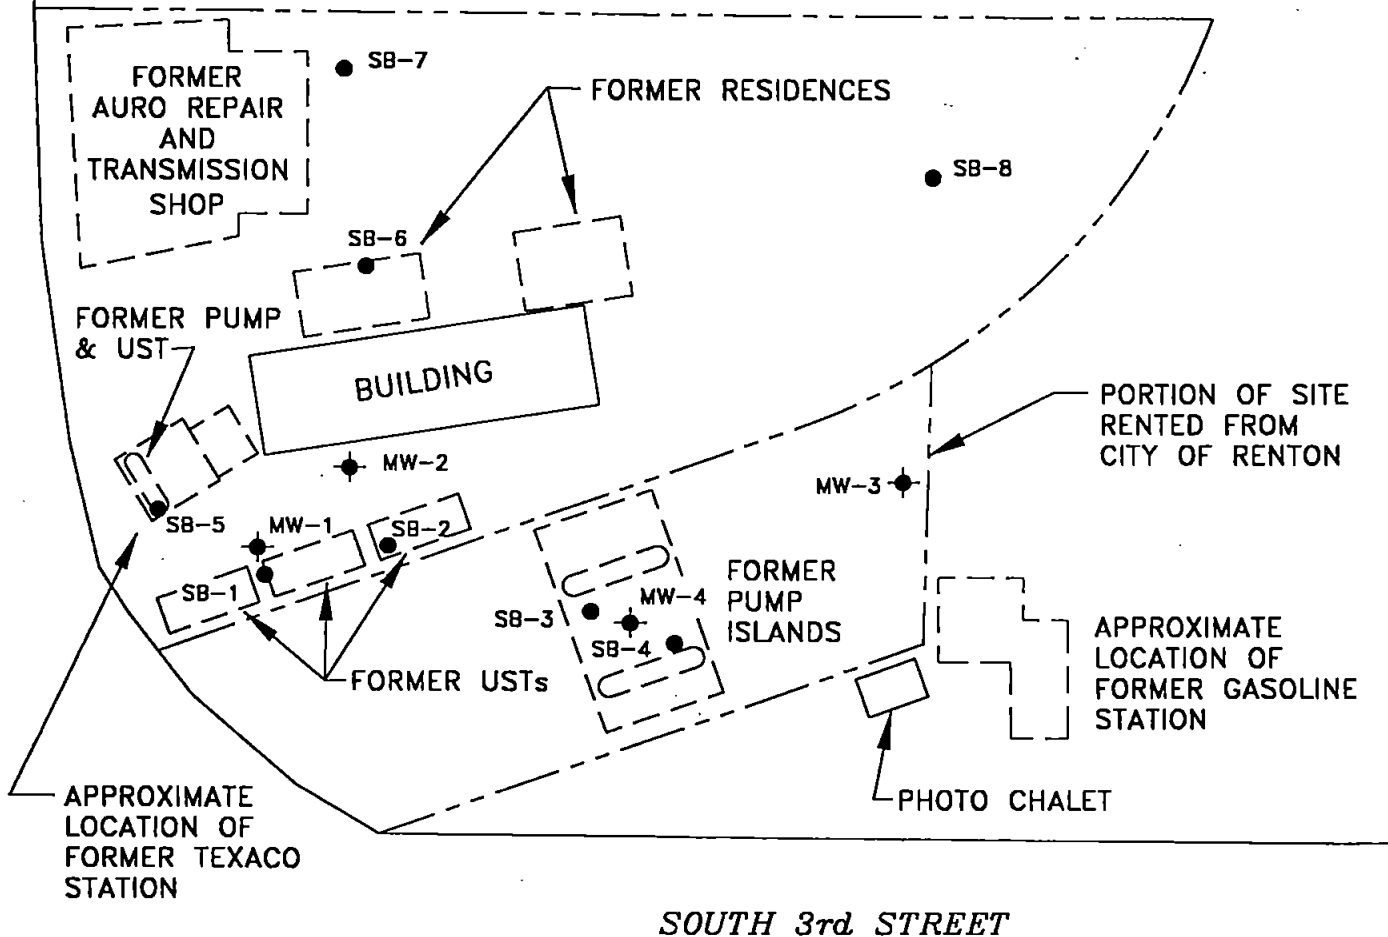 SB-7
FORMER
AURO REPAIR
AND
TRANSMISSION
SHOP
FORMER RESIDENCES
SB-8
SB-6
FORMER PUMP
& UST
BUILDING
PORTION OF SITE
RENTED FROM
CITY OF RENTON
MW-2
MW-3
SB-5
MW-1
SB-2
SB-1
FORMER
PUMP
ISLANDS
MW-4
SB-3
SB-4
APPROXIMATE
LOCATION OF
FORMER GASOLINE
STATION
FORMER USTs
PHOTO CHALET
APPROXIMATE
LOCATION OF
FORMER TEXACO
STATION
SOUTH 3rd STREET